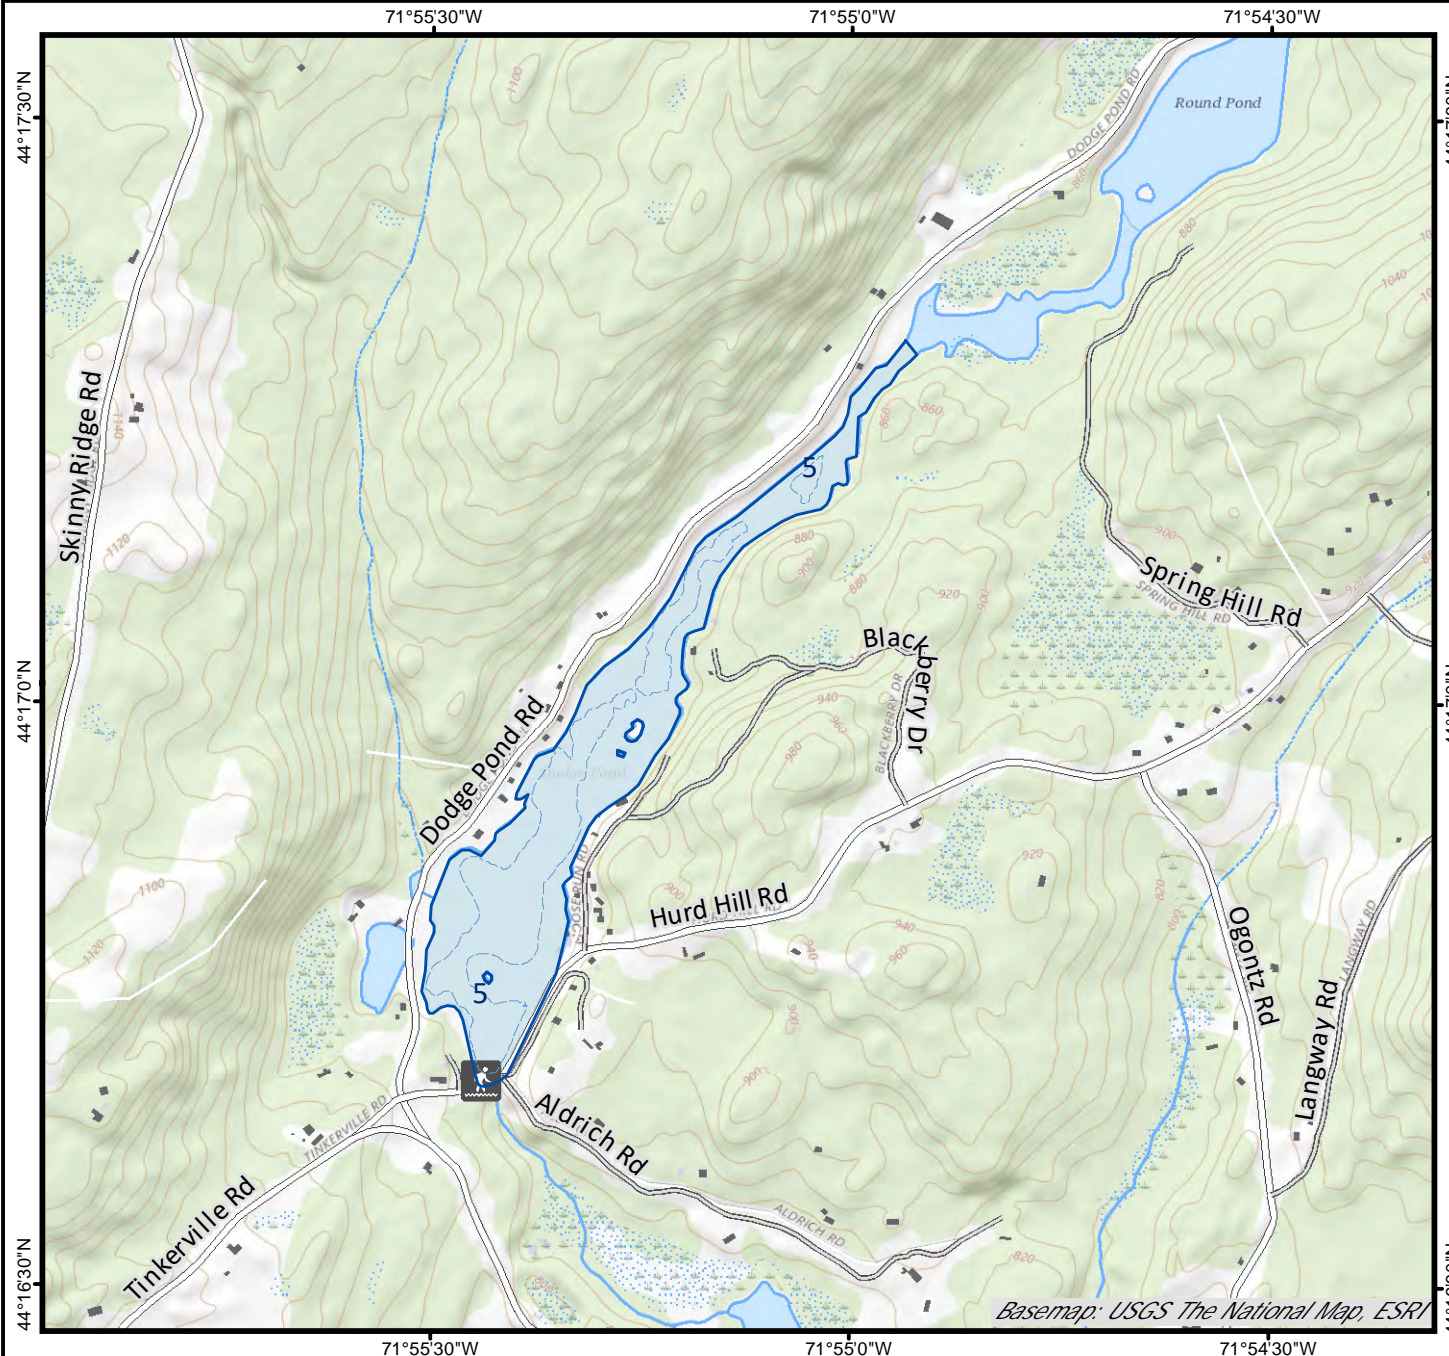 71°55'30"W
71°55'0"W
71°54'30"W
44°17'30"N
Round Pond
DODGE POND RD
860
1100
880
1040
Skinny Ridge Rd
1140
860
860
5
1120
880
900
880
900
Spring Hill Rd
SPRING HILL RD
920
920
900
Blackberry Dr
BLACKBERRY DR
44°17'0"N
940
960
980
Dodge Pond Rd
920
820
800
1100
900
Hurd Hill Rd
940
940
960
1120
Ogontz Rd
LANGWAY RD
Langway Rd
5
900
900
TINKERVILLE RD
Aldrich Rd
ALDRICH RD
820
Tinkerville Rd
44°16'30"N
Basemap: USGS The National Map, ESRI
71°55'30"W
71°55'0"W
71°54'30"W